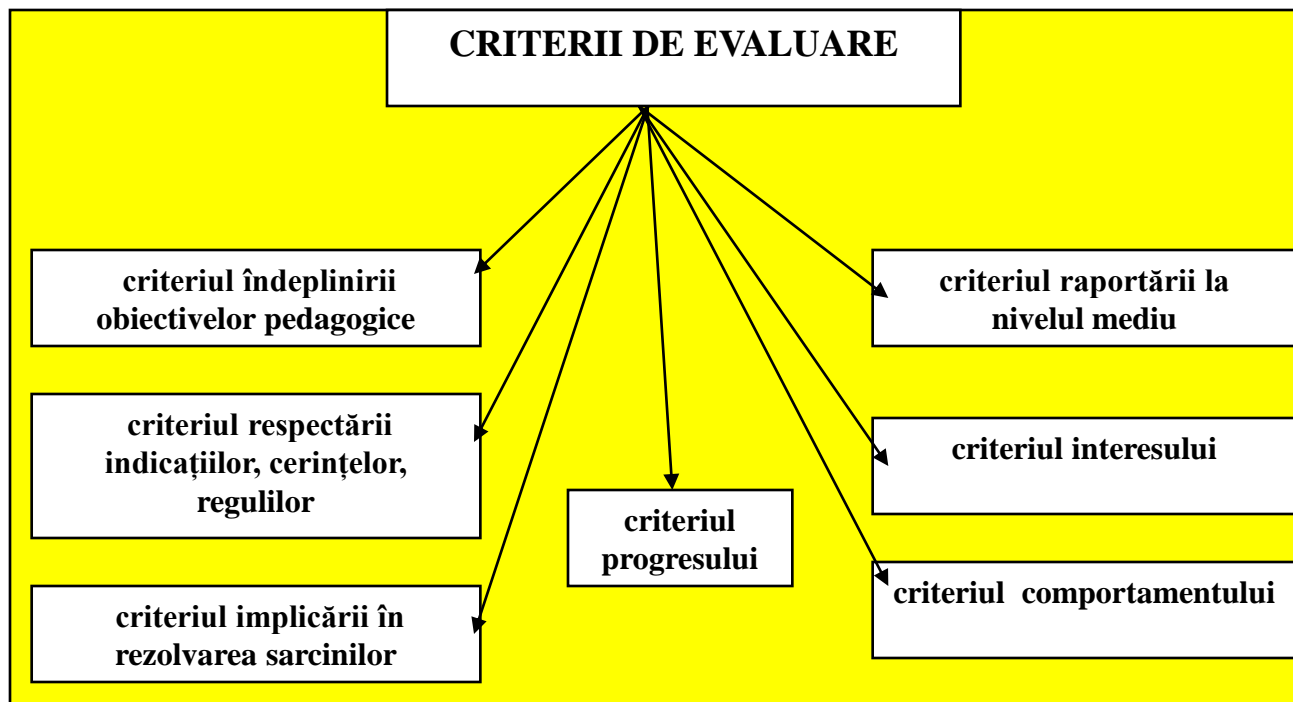 CRITERII DE EVALUARE
criteriul îndeplinirii
obiectivelor pedagogice
criteriul respectării
indicațiilor, cerințelor,
regulilor
criteriul implicării în
rezolvarea sarcinilor
criteriul
progresului
criteriul raportării la
nivelul mediu
criteriul interesului
criteriul comportamentului